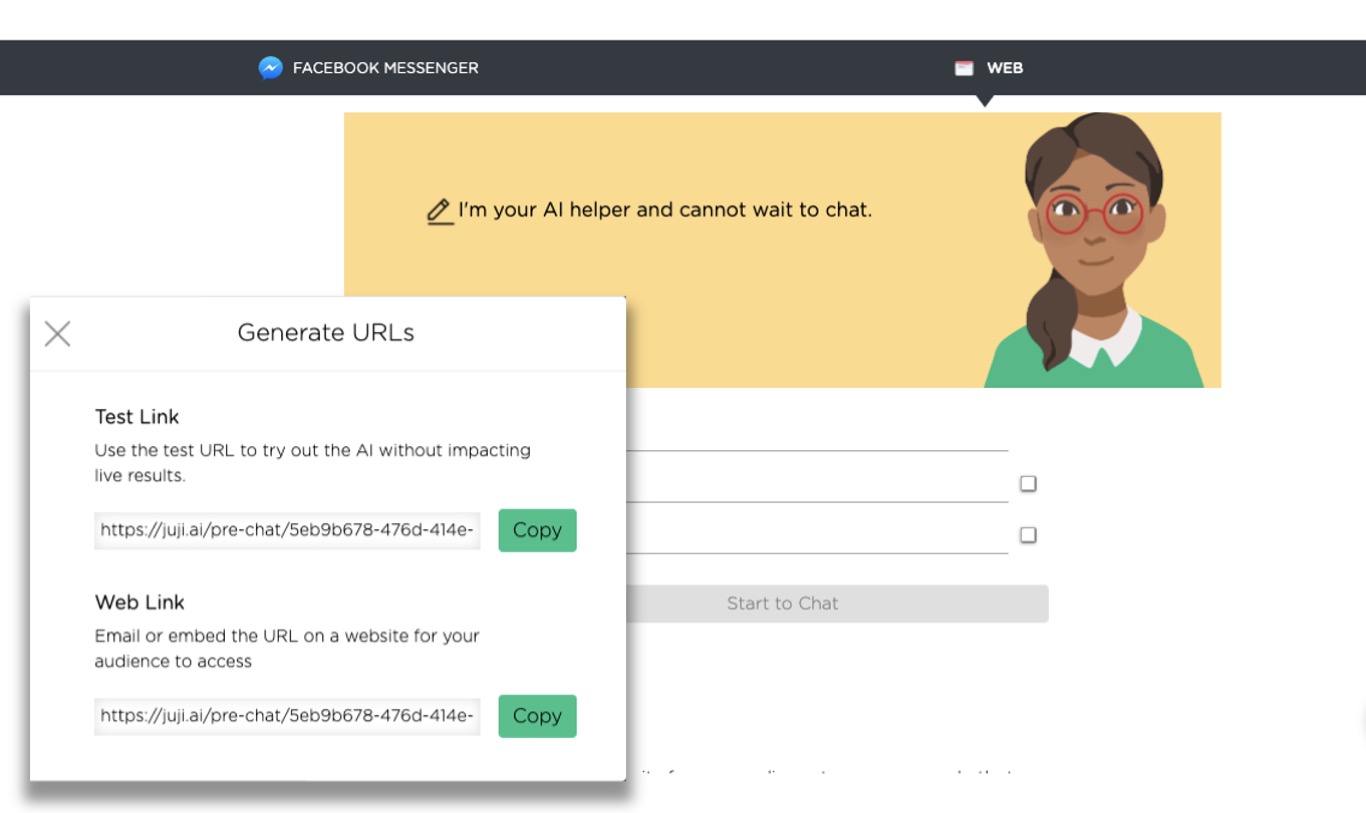 FACEBOOK MESSENGER
WEB
I'm your AI helper and cannot wait to chat.
Generate URLs
Test Link
Use the test URL to try out the AI without impacting
live results.
https://juji.ai/pre-chat/5eb9b678-476d-414e-
Copy
Web Link
Email or embed the URL on a website for your
audience to access
https://juji.ai/pre-chat/5eb9b678-476d-414e-
Copy
Start to Chat